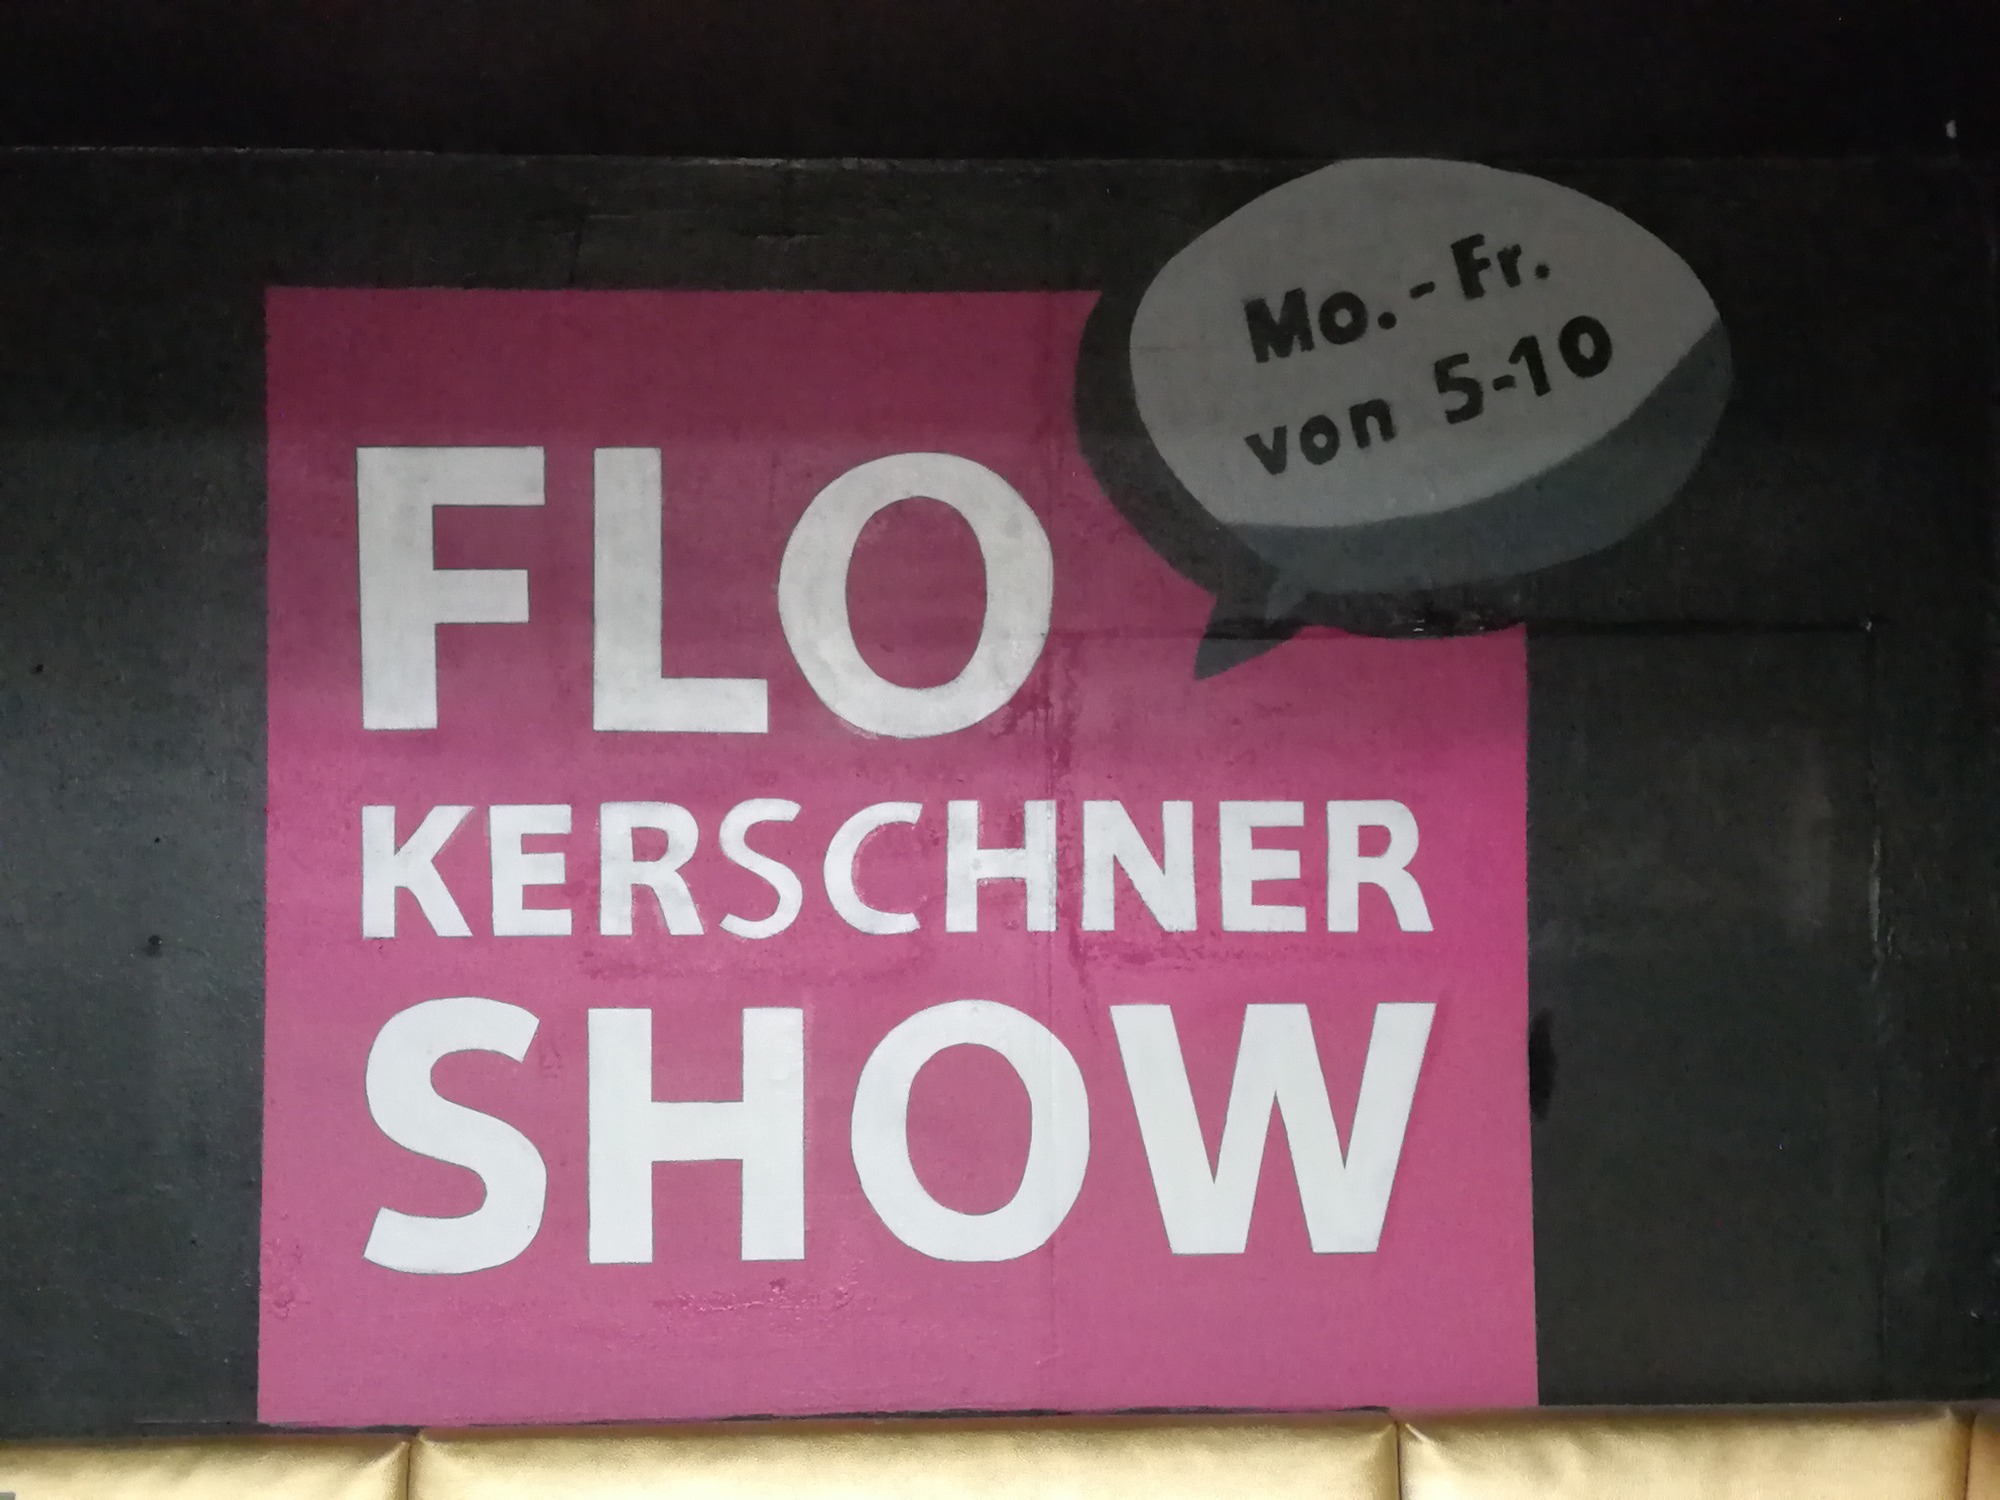 Mo.-Fr.
von 5-10
FLO
KERSCHNER
SHOW